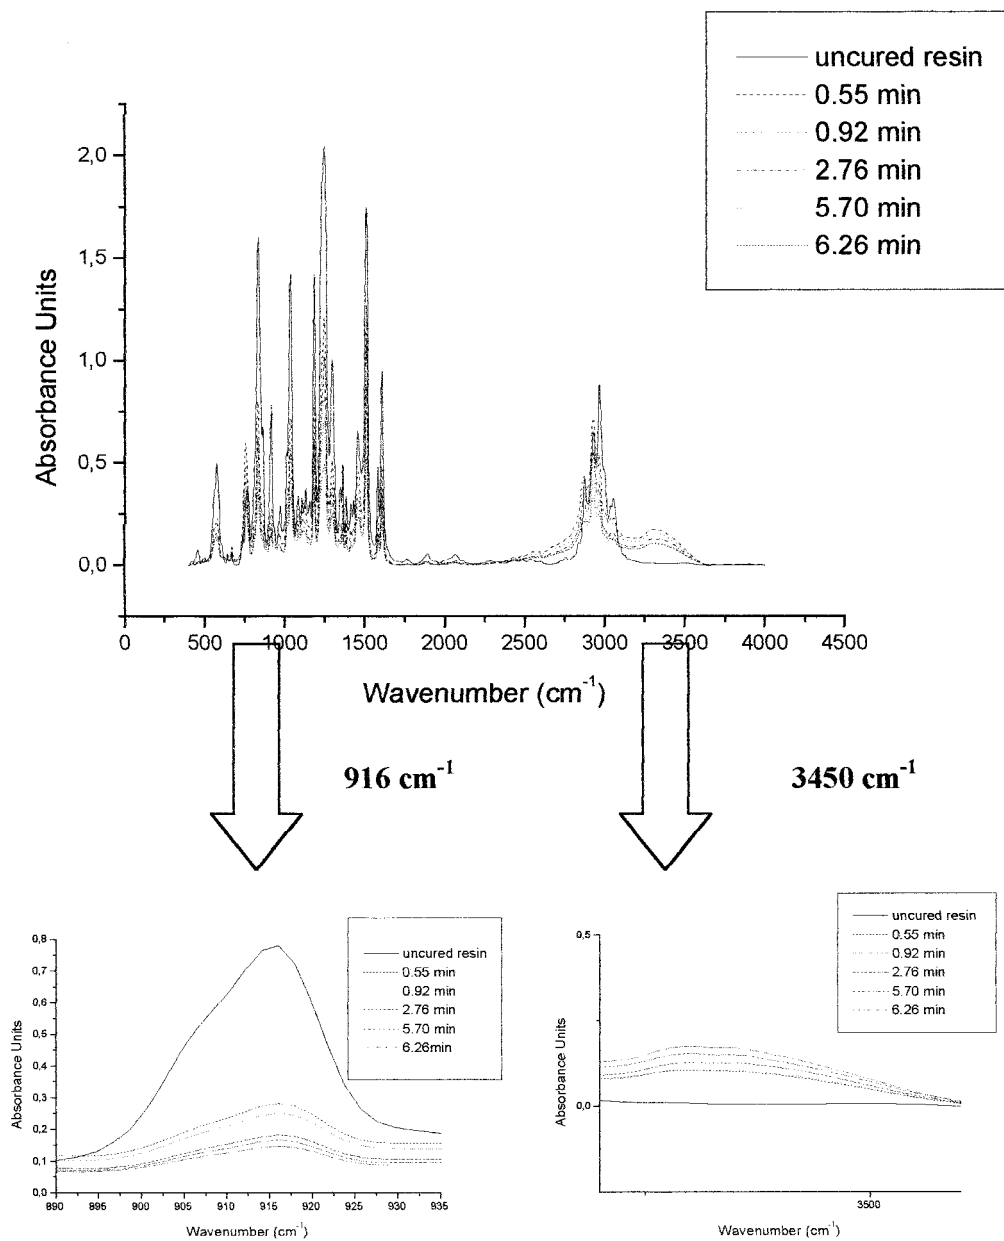 uncured resin
0.55 min
0.92 min
2.76 min
5.70 min
6.26 min
Absorbance Units
2,0
1,5
1,0
0,5
0,0
0 500 1000 1500 2000 2500 3000 3500 4000 4500
Wavenumber (cm⁻¹)
916 cm⁻¹
3450 cm⁻¹
uncured resin
0.55 min
0.92 min
2.76 min
5.70 min
6.26min
Absorbance Units
0,8
0,7
0,6
0,5
0,4
0,3
0,2
0,1
0,0
890 895 900 905 910 915 920 925 930 935
Wavenumber (cm⁻¹)
uncured resin
0.55 min
0.92 min
2.76 min
5.70 min
6.26 min
Absorbance Units
0,5
0,0
3500
Wavenumber (cm⁻¹)